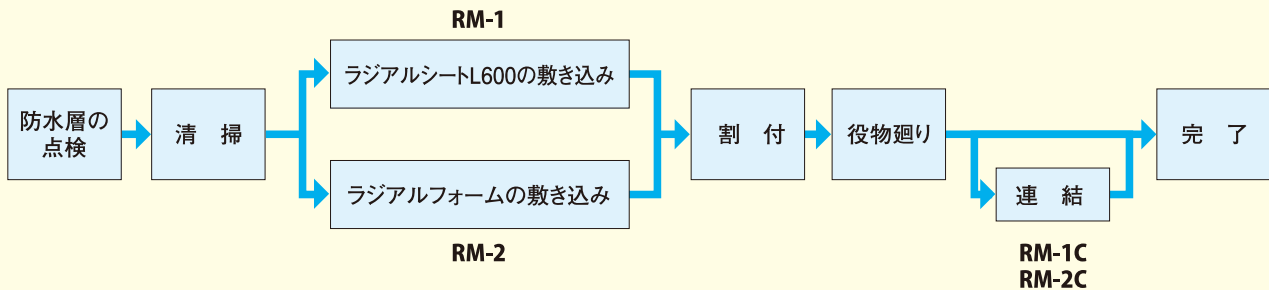 RM-1
ラジアルシートL600の敷き込み
防水層の
点検
清 掃
割 付
役物廻り
完 了
ラジアルフォームの敷き込み
連 結
RM-2
RM-1C
RM-2C